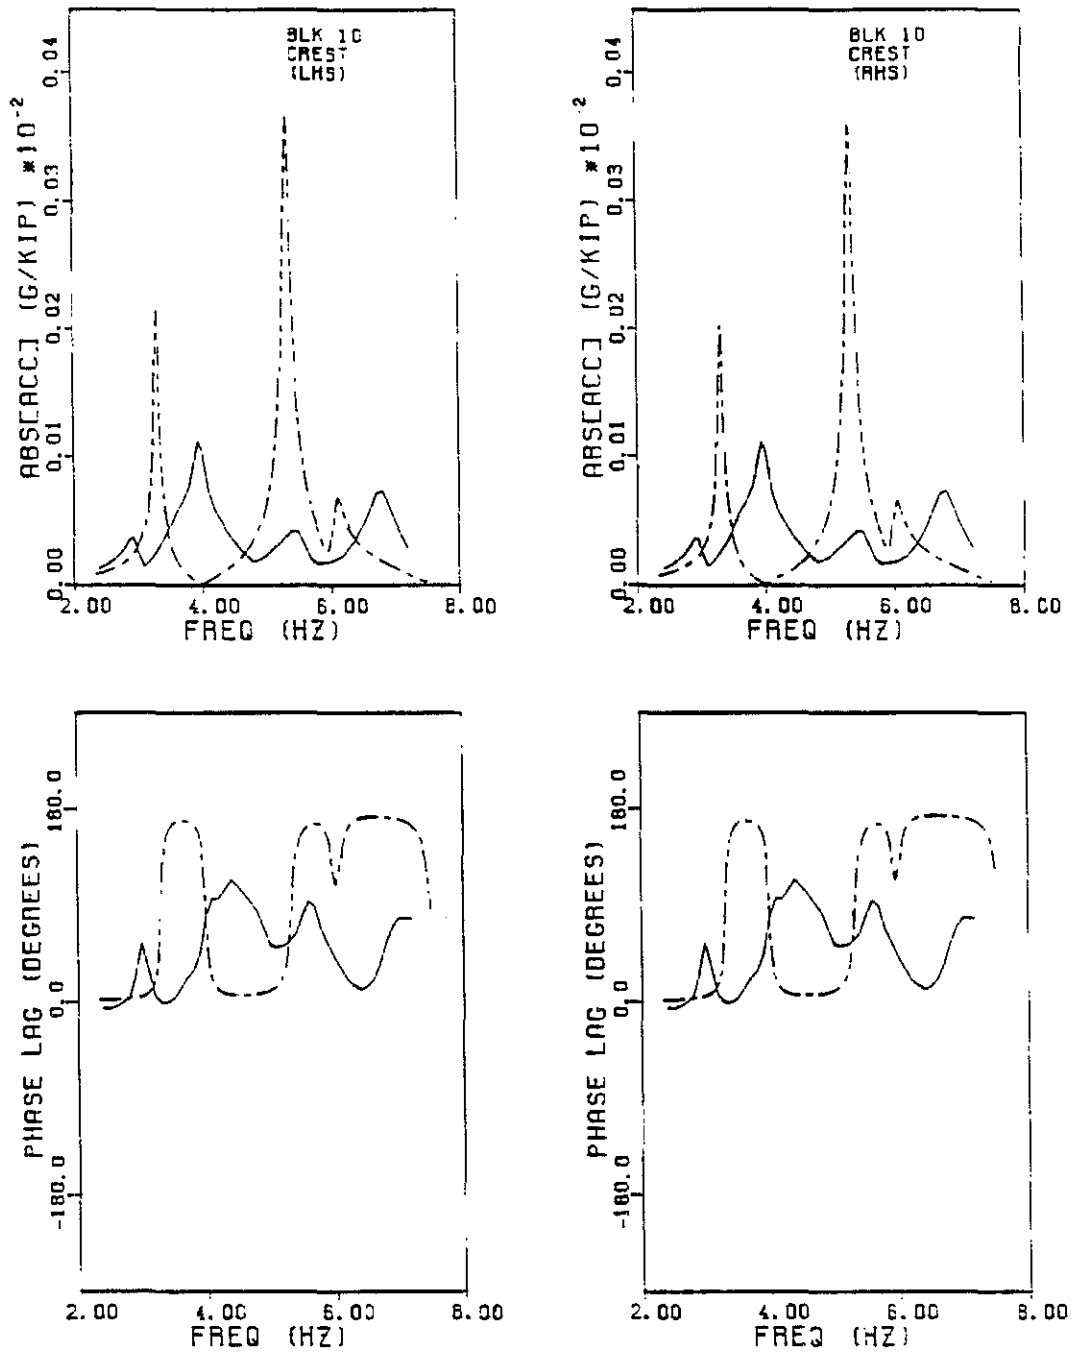 BLK 10
CREST
(LHS)
ABS[ACC] (G/KIP) *10-2
0.04
0.03
0.02
0.01
0.00
2.00 4.00 6.00 8.00
FREQ (HZ)
BLK 10
CREST
(RHS)
ABS[ACC] (G/KIP) *10-2
0.04
0.03
0.02
0.01
0.00
2.00 4.00 6.00 8.00
FREQ (HZ)
PHASE LAG (DEGREES)
180.0
0.0
-180.0
2.00 4.00 6.00 8.00
FREQ (HZ)
PHASE LAG (DEGREES)
180.0
0.0
-180.0
2.00 4.00 6.00 8.00
FREQ (HZ)